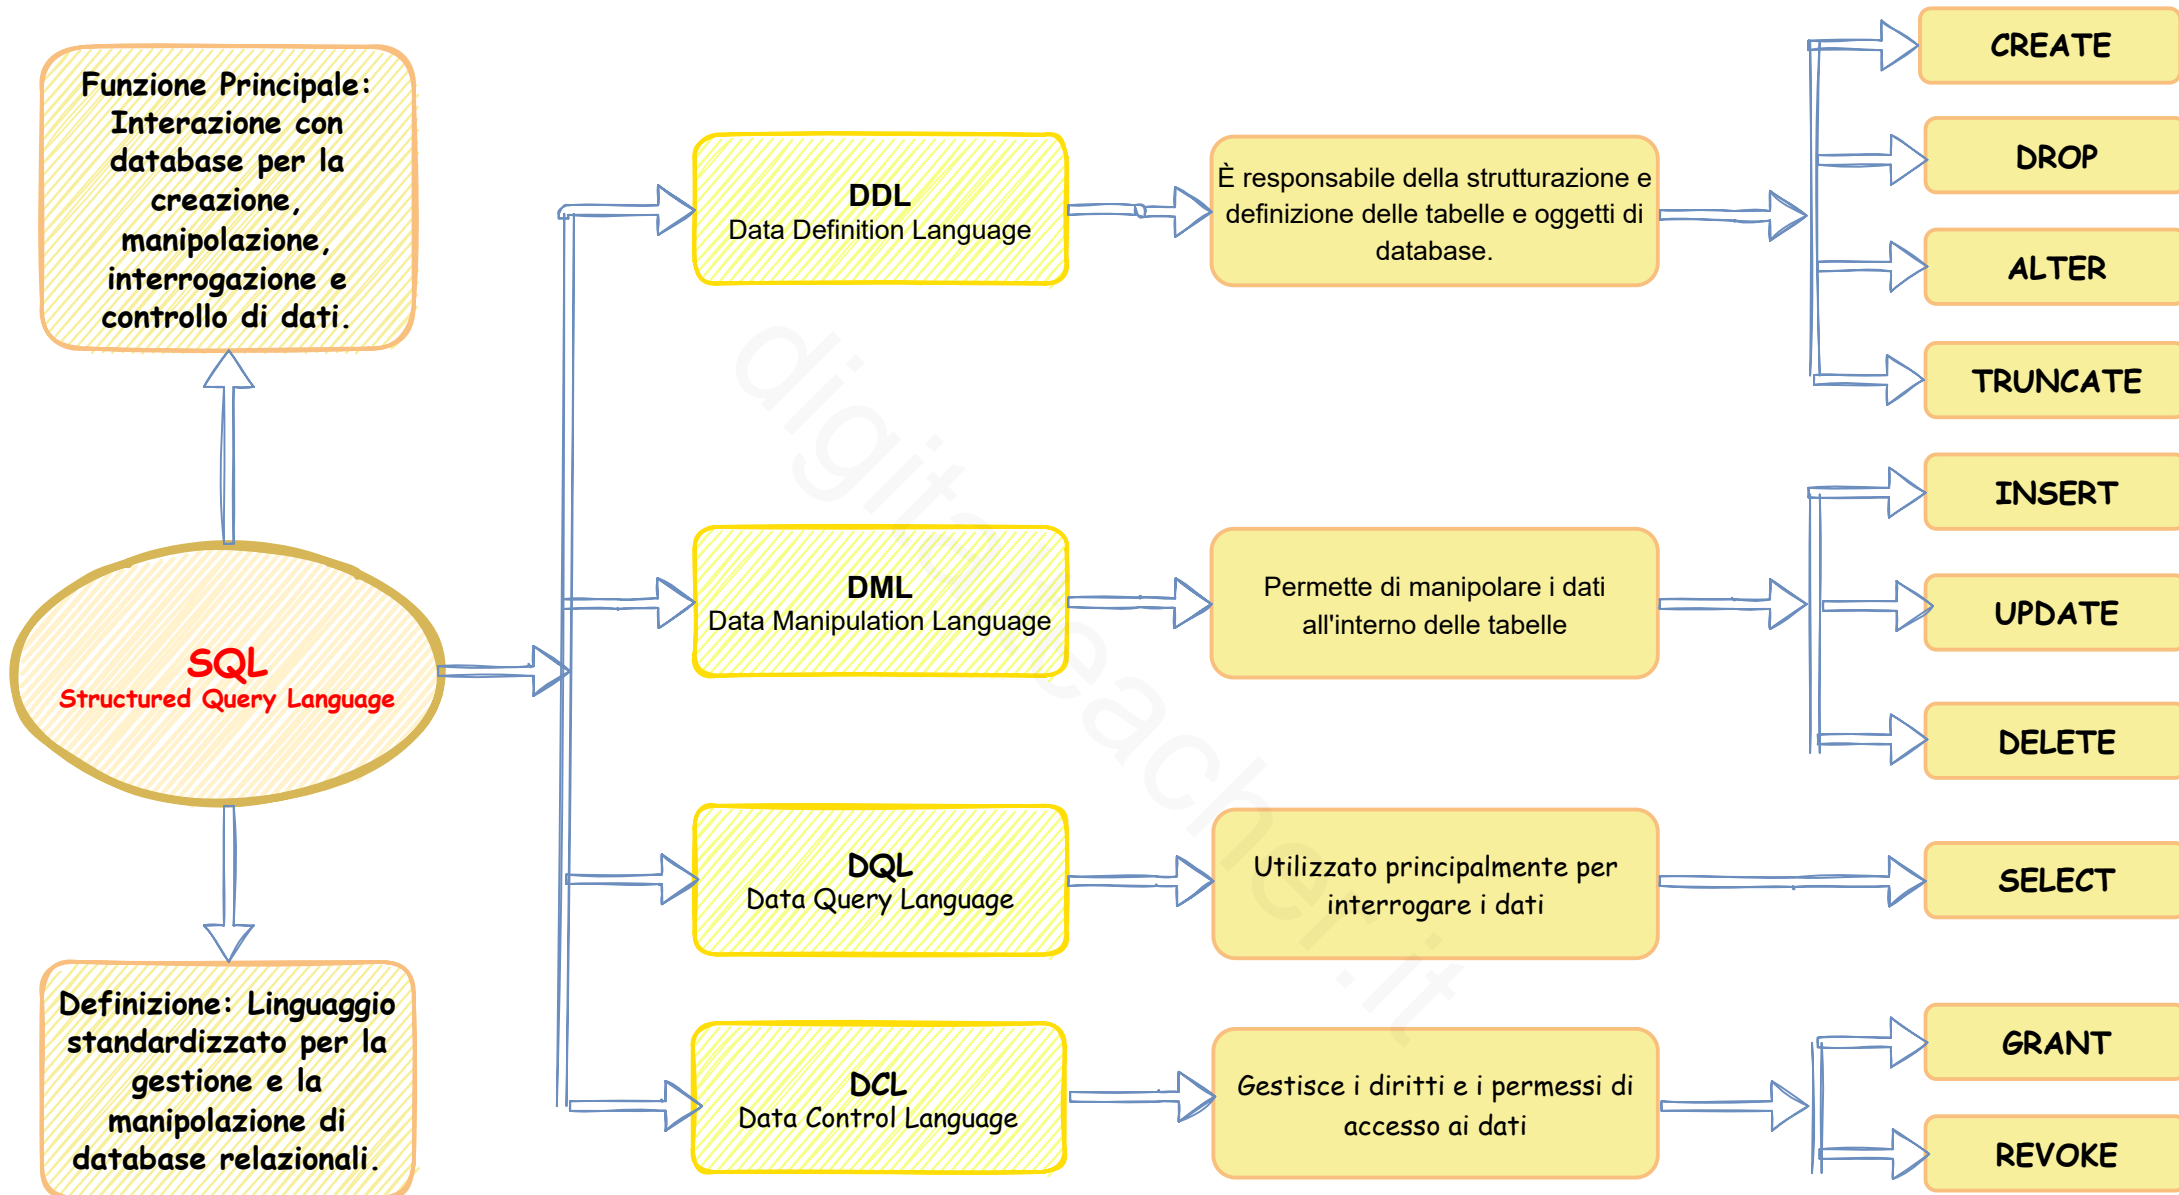 Funzione Principale:
Interazione con
database per la
creazione,
manipolazione,
interrogazione e
controllo di dati.
SQL
Structured Query Language
Definizione: Linguaggio
standardizzato per la
gestione e la
manipolazione di
database relazionali.
DDL
Data Definition Language
È responsabile della strutturazione e
definizione delle tabelle e oggetti di
database.
CREATE
DROP
ALTER
TRUNCATE
DML
Data Manipulation Language
Permette di manipolare i dati
all'interno delle tabelle
INSERT
UPDATE
DELETE
DQL
Data Query Language
Utilizzato principalmente per
interrogare i dati
SELECT
DCL
Data Control Language
Gestisce i diritti e i permessi di
accesso ai dati
GRANT
REVOKE
digitalteacher.it